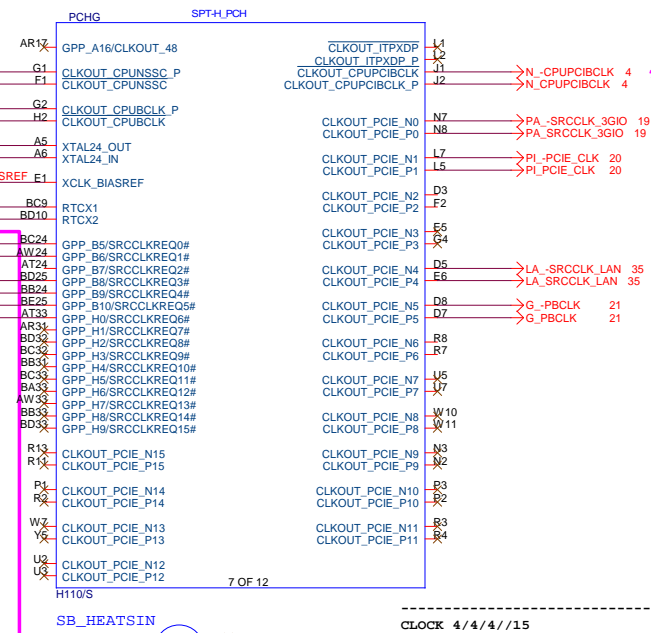 PCHG SPT-H_PCH
AR17 GPP_A16/CLKOUT_48 CLKOUT_ITPXDP L1
CLKOUT_ITPXDP_P L2
G1 CLKOUT_CPUNSSC_P CLKOUT_CPUPCIBCLK J1 N_-CPUPCIBCLK 4
F1 CLKOUT_CPUNSSC CLKOUT_CPUPCIBCLK_P J2 N_CPUPCIBCLK 4
G2 CLKOUT_CPUBCLK_P
H2 CLKOUT_CPUBCLK CLKOUT_PCIE_N0 N7 PA_-SRCCLK_3GIO 19
CLKOUT_PCIE_P0 N8 PA_SRCCLK_3GIO 19
A5 XTAL24_OUT
A6 XTAL24_IN CLKOUT_PCIE_N1 L7 PI_-PCIE_CLK 20
CLKOUT_PCIE_P1 L5 PI_PCIE_CLK 20
SREF E1 XCLK_BIASREF
CLKOUT_PCIE_N2 D3
BC9 RTCX1 CLKOUT_PCIE_P2 F2
BD10 RTCX2
CLKOUT_PCIE_N3 E5
BC24 GPP_B5/SRCCLKREQ0# CLKOUT_PCIE_P3 G4
AW24 GPP_B6/SRCCLKREQ1#
AT24 GPP_B7/SRCCLKREQ2# CLKOUT_PCIE_N4 D5 LA_-SRCCLK_LAN 35
BD25 GPP_B8/SRCCLKREQ3# CLKOUT_PCIE_P4 E6 LA_SRCCLK_LAN 35
BB24 GPP_B9/SRCCLKREQ4#
BE25 GPP_B10/SRCCLKREQ5# CLKOUT_PCIE_N5 D8 G_-PBCLK 21
AT33 GPP_H0/SRCCLKREQ6# CLKOUT_PCIE_P5 D7 G_PBCLK 21
AR31 GPP_H1/SRCCLKREQ7#
BD32 GPP_H2/SRCCLKREQ8# CLKOUT_PCIE_N6 R8
BC32 GPP_H3/SRCCLKREQ9# CLKOUT_PCIE_P6 R7
BB31 GPP_H4/SRCCLKREQ10#
BC33 GPP_H5/SRCCLKREQ11# CLKOUT_PCIE_N7 U5
BA33 GPP_H6/SRCCLKREQ12# CLKOUT_PCIE_P7 U7
AW33 GPP_H7/SRCCLKREQ13#
BB33 GPP_H8/SRCCLKREQ14# CLKOUT_PCIE_N8 W10
BD33 GPP_H9/SRCCLKREQ15# CLKOUT_PCIE_P8 W11
R13 CLKOUT_PCIE_N15 CLKOUT_PCIE_N9 N3
R11 CLKOUT_PCIE_P15 CLKOUT_PCIE_P9 N2
P1 CLKOUT_PCIE_N14 CLKOUT_PCIE_N10 P3
R2 CLKOUT_PCIE_P14 CLKOUT_PCIE_P10 P2
W7 CLKOUT_PCIE_N13 CLKOUT_PCIE_N11 R3
Y5 CLKOUT_PCIE_P13 CLKOUT_PCIE_P11 R4
U2 CLKOUT_PCIE_N12
U3 CLKOUT_PCIE_P12
7 OF 12
H110/S
SB_HEATSIN
CLOCK 4/4/4//15